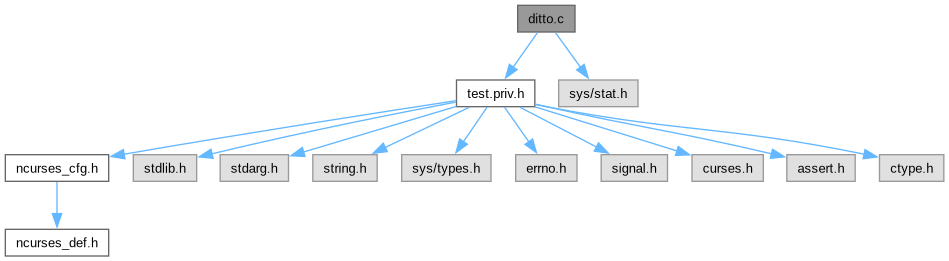 ditto.c
test.priv.h
sys/stat.h
ncurses_cfg.h
stdlib.h
stdarg.h
string.h
sys/types.h
errno.h
signal.h
curses.h
assert.h
ctype.h
ncurses_def.h